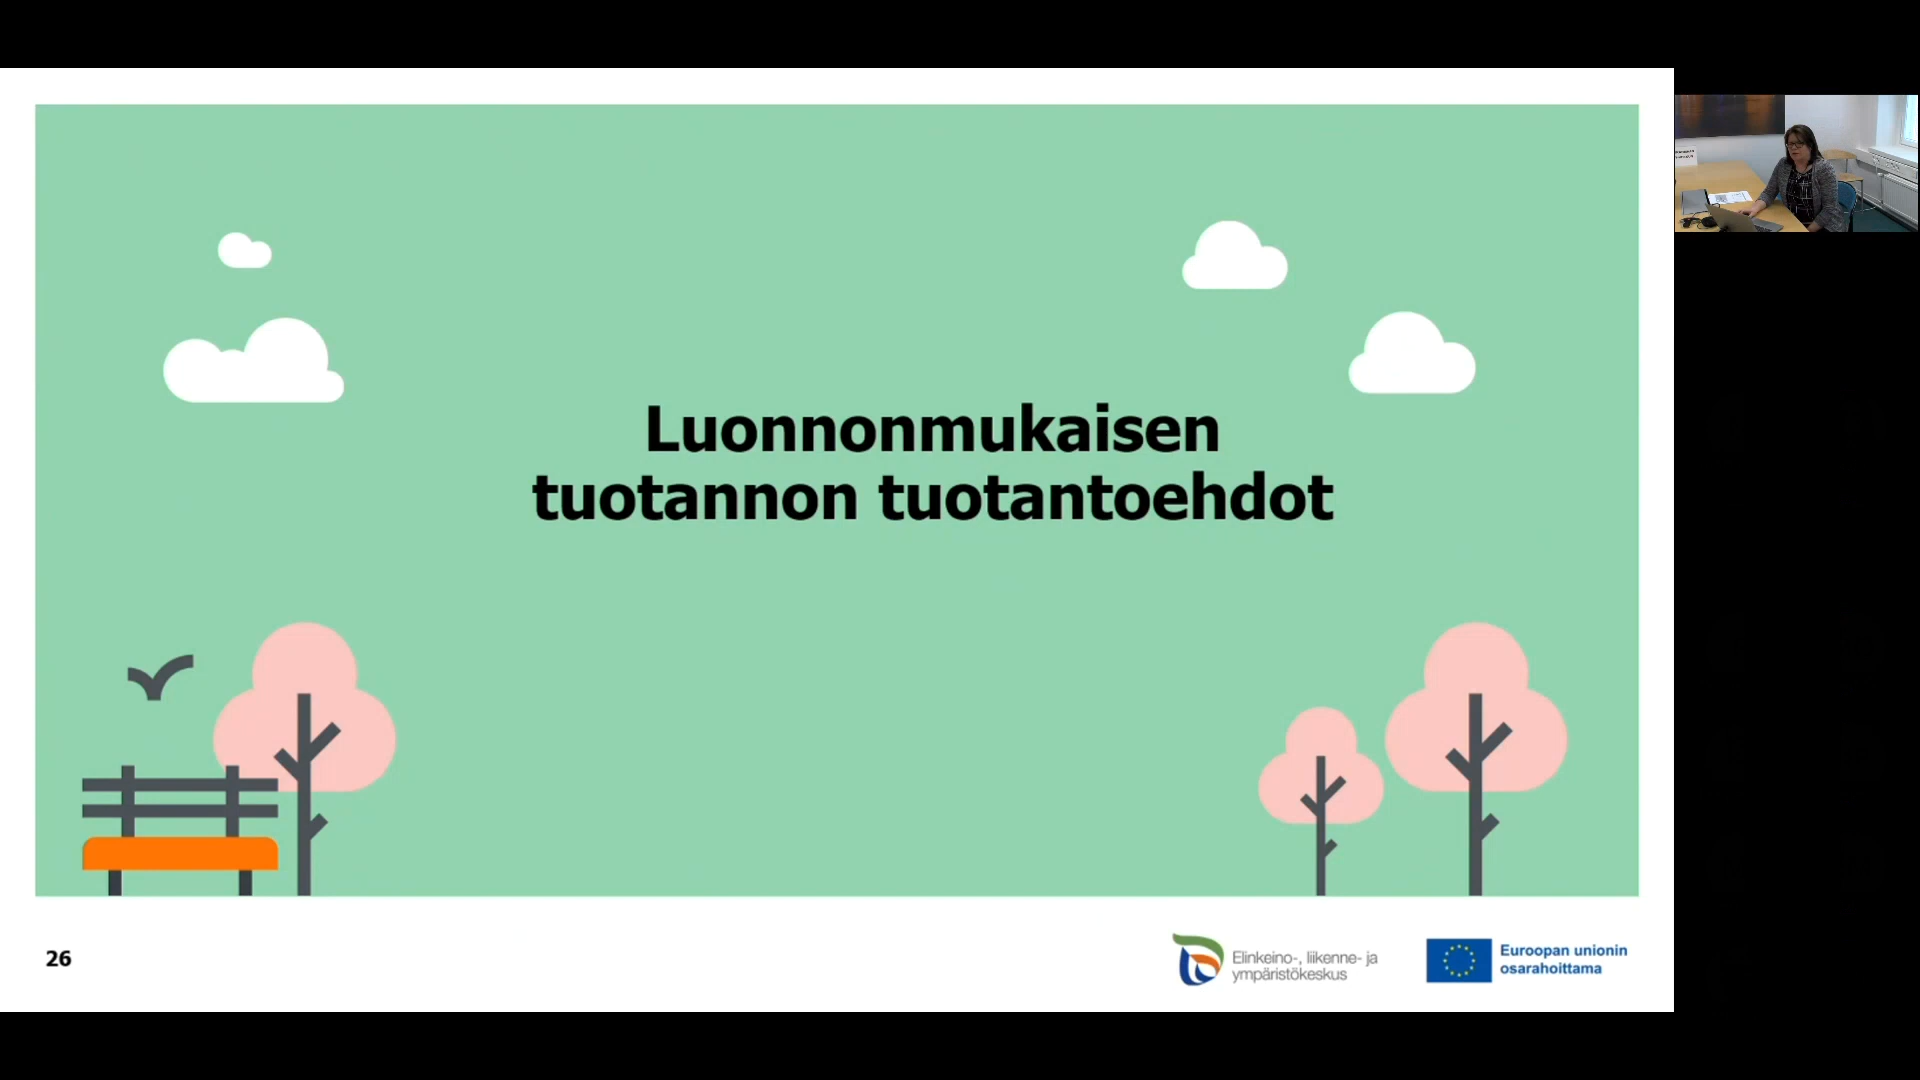 Luonnonmukaisen
tuotannon tuotantoehdot
26
Elinkeino-, liikenne- ja
ympäristökeskus
Euroopan unionin
osarahoittama